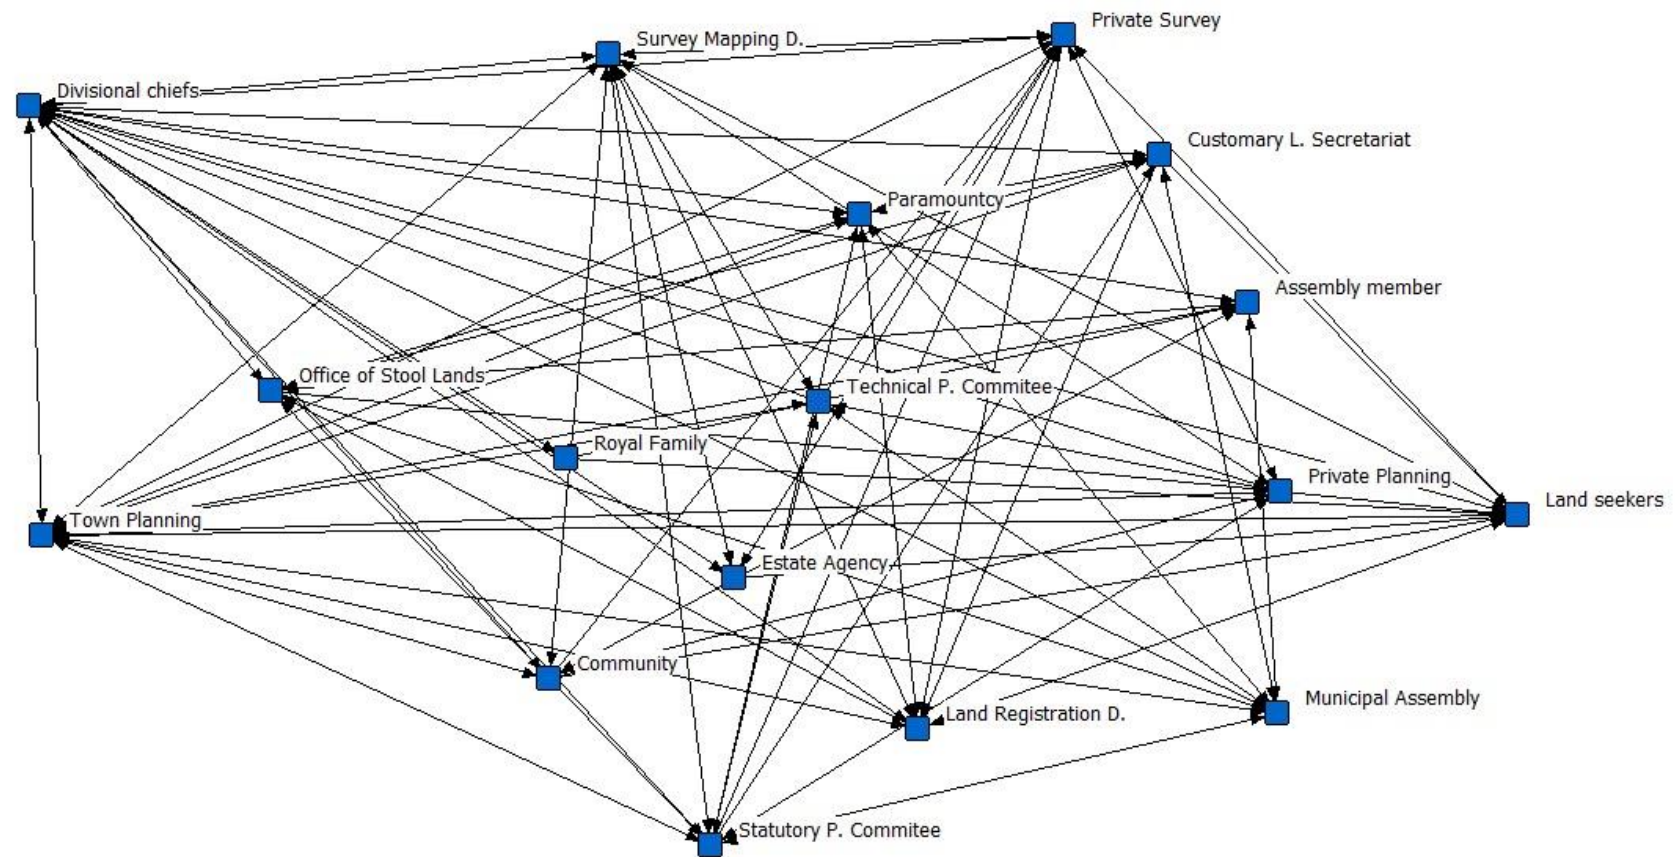 Private Survey
Survey Mapping D.
Divisional chiefs
Customary L. Secretariat
Paramountcy
Assembly member
Office of Stool Lands
Technical P. Commitee
Royal Family
Private Planning
Land seekers
Town Planning
Estate Agency
Community
Municipal Assembly
Land Registration D.
Statutory P. Commitee